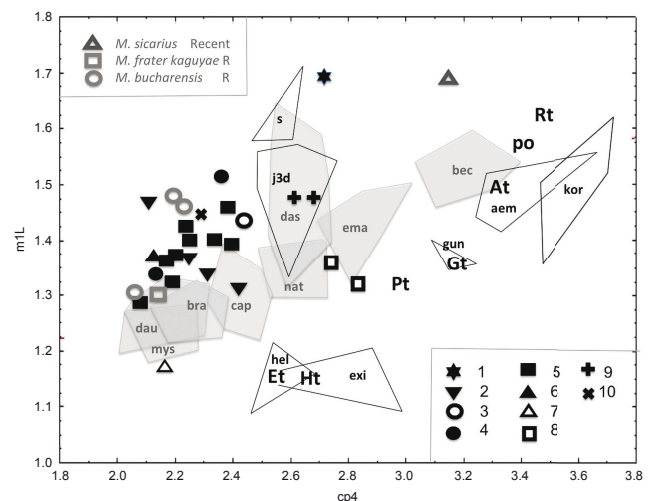 1.8
M. sicarius Recent
M. frater kaguyae R
M. bucharensis R
1.7
s
Rt
1.6
po
j3d
bec
1.5
At
kor
das
aem
m1L
1.4
ema
gun
Gt
Pt
1.3
nat
bra
cap
dau
1.2
mys
hel
Et Ht exi
1 5 9
2 6 10
3 7
4 8
1.1
1.0
1.8 2.0 2.2 2.4 2.6 2.8 3.0 3.2 3.4 3.6 3.8
cp4